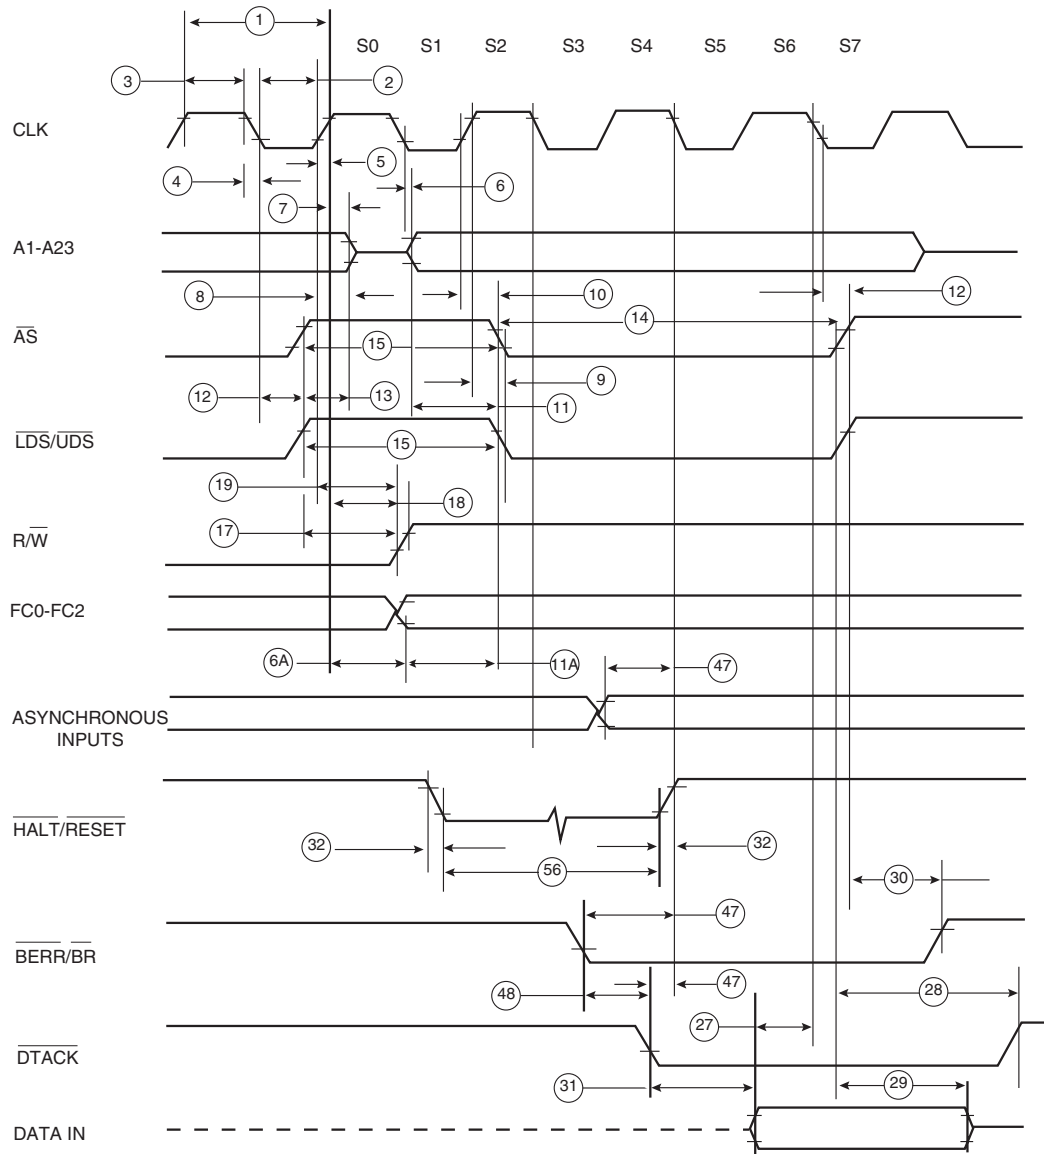 1
S0 S1 S2 S3 S4 S5 S6 S7
3 2
CLK
4 5 6
7
A1-A23
8 10 12
14
AS
15
9
12 13 11
LDS/UDS
15
19 18
17
R/W
FC0-FC2
6A 11A 47
ASYNCHRONOUS
INPUTS
HALT/RESET
32 32
56
30
47
BERR/BR
48 47 28
27
DTACK
31 29
DATA IN